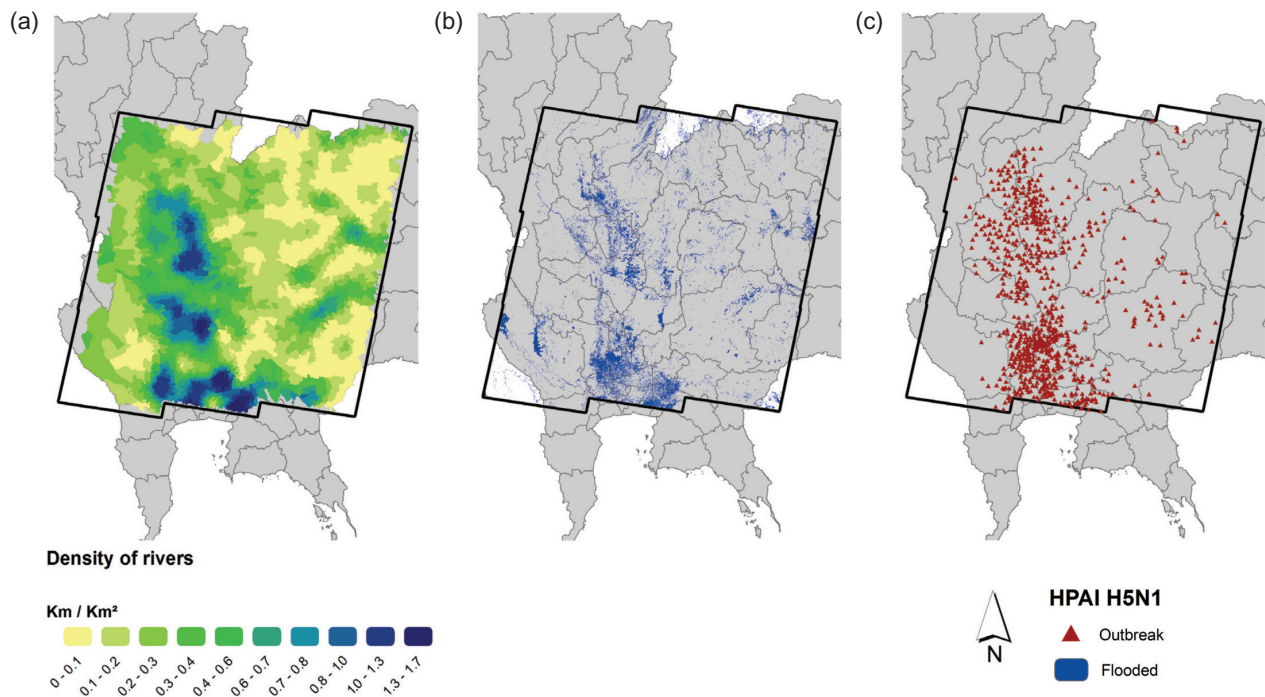 (a)
(b)
(c)
Density of rivers
Km / Km²
0 - 0.1
0.1 - 0.2
0.2 - 0.3
0.3 - 0.4
0.4 - 0.6
0.6 - 0.7
0.7 - 0.8
0.8 - 1.0
1.0 - 1.3
1.3 - 1.7
N
HPAI H5N1
Outbreak
Flooded